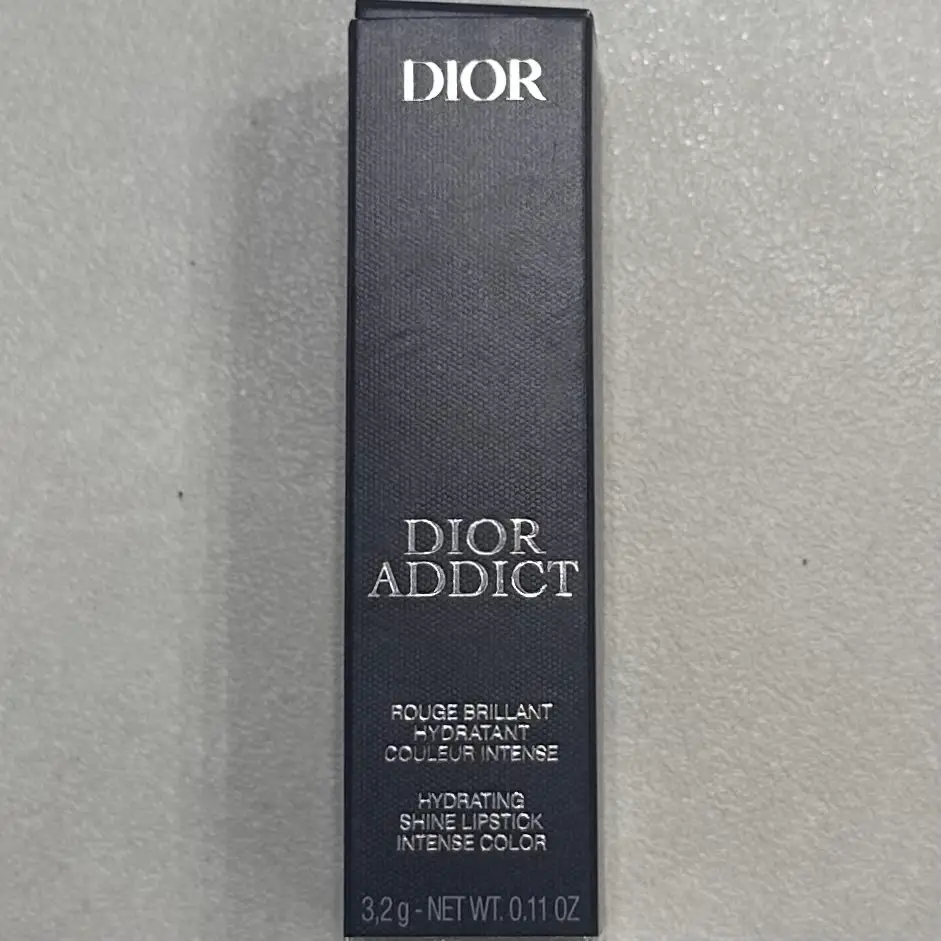 DIOR
DIOR
ADDICT
ROUGE BRILLANT
HYDRATANT
COULEUR INTENSE
HYDRATING
SHINE LIPSTICK
INTENSE COLOR
3,2 g - NET WT. 0.11 OZ